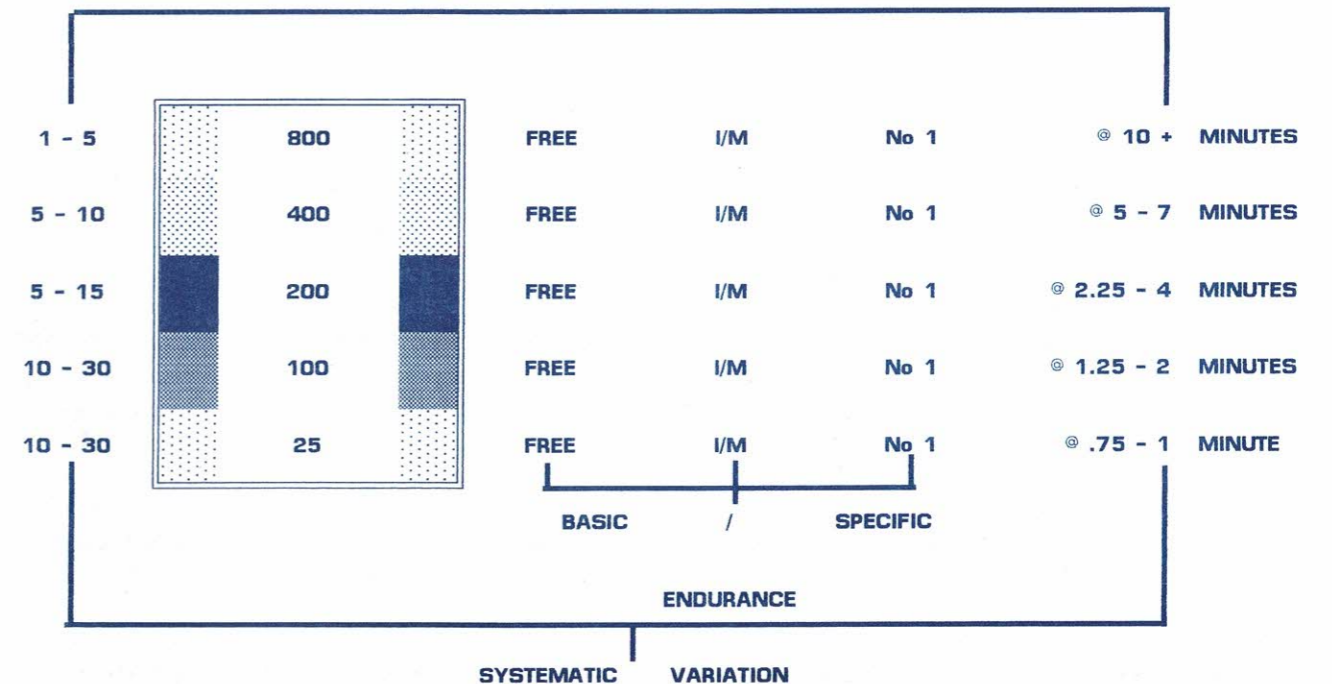 1 - 5 800 FREE I/M No 1 @ 10 + MINUTES
5 - 10 400 FREE I/M No 1 @ 5 - 7 MINUTES
5 - 15 200 FREE I/M No 1 @ 2.25 - 4 MINUTES
10 - 30 100 FREE I/M No 1 @ 1.25 - 2 MINUTES
10 - 30 25 FREE I/M No 1 @ .75 - 1 MINUTE
BASIC / SPECIFIC
ENDURANCE
SYSTEMATIC VARIATION